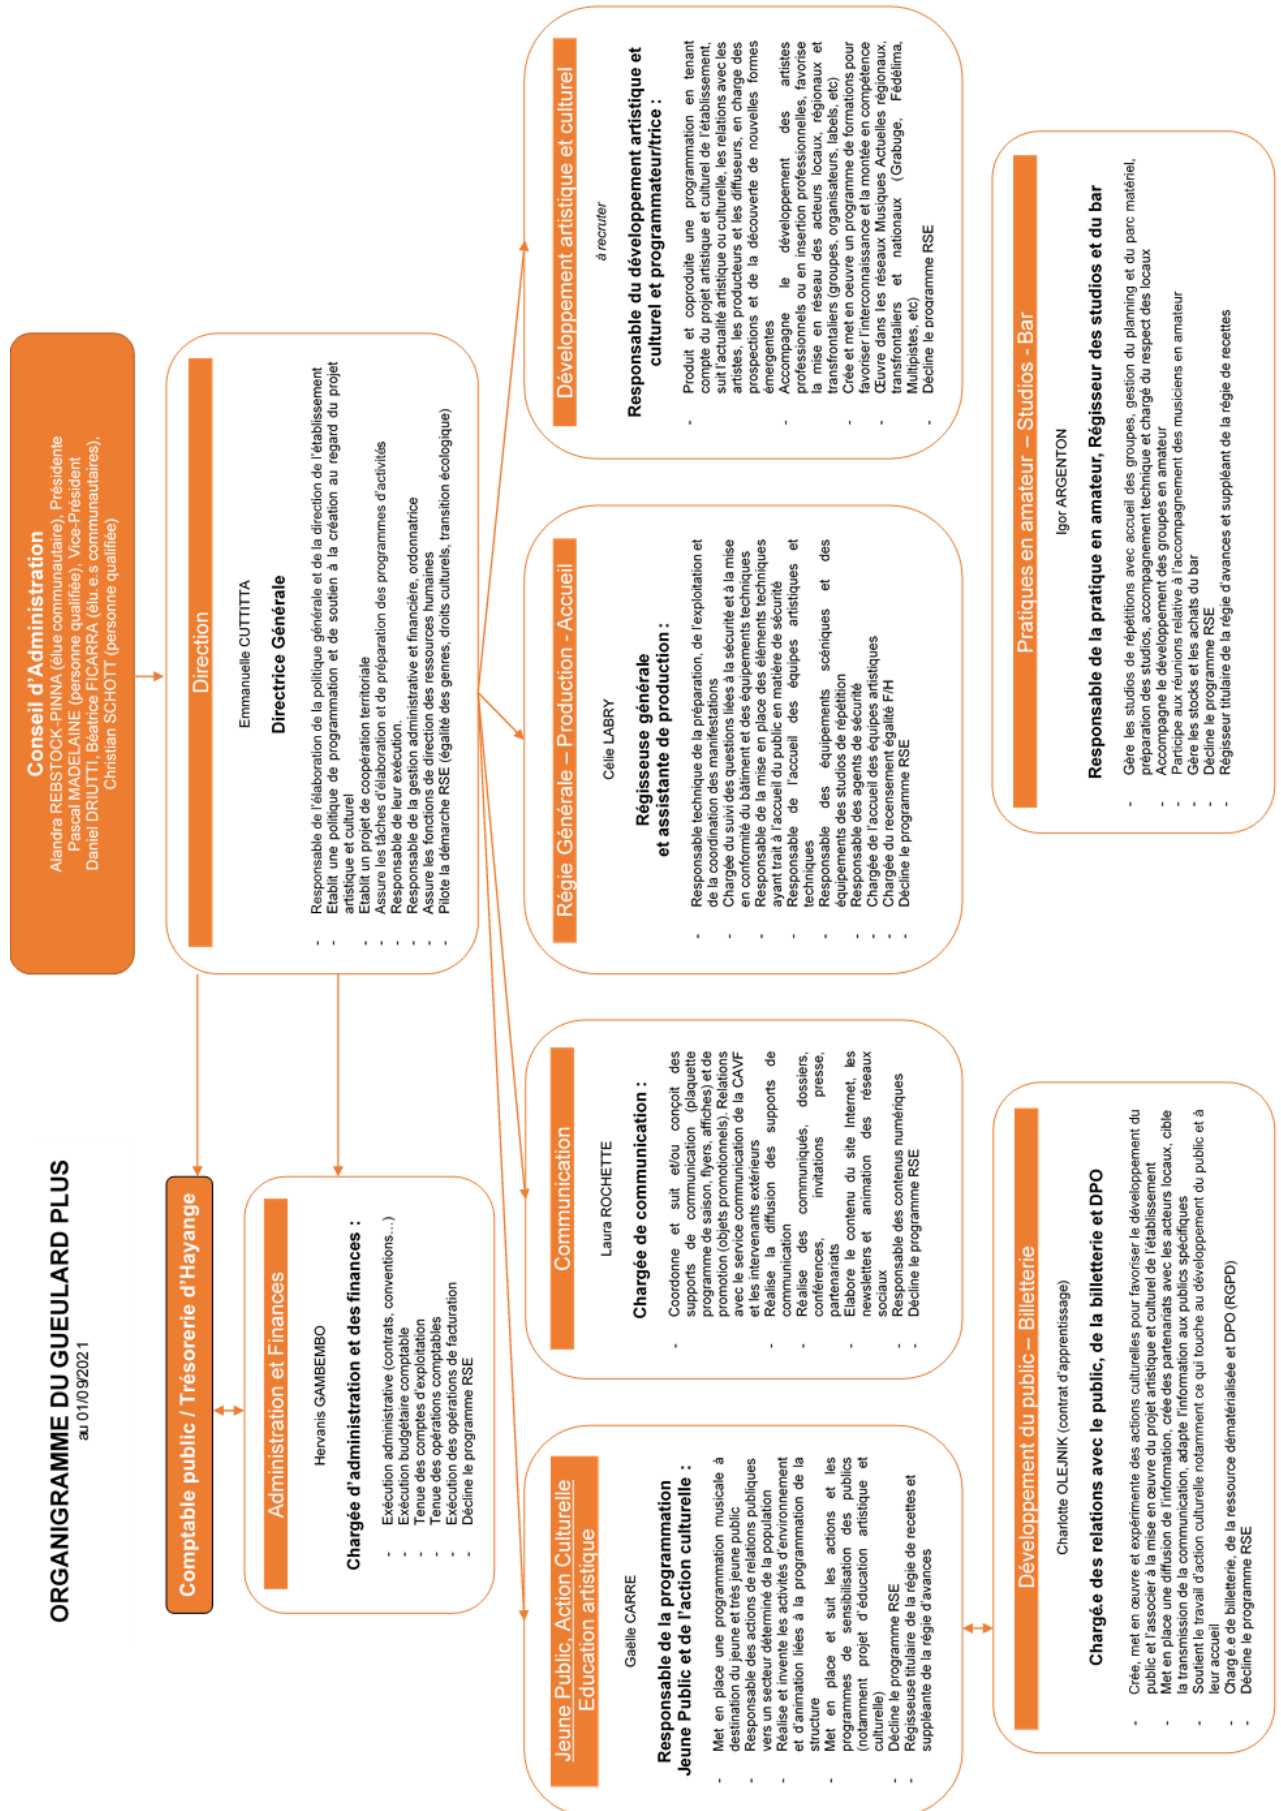 ORGANIGRAMME DU GUEULARD PLUS
au 01/09/2021
Conseil d'Administration
Alandra REBSTOCK-PINNA (élue communautaire), Présidente
Pascal MADELAINE (personne qualifiée), Vice-Président
Daniel DRIUTTI, Béatrice FICARRA (élu. e.s communautaires),
Christian SCHOTT (personne qualifiée)
Comptable public / Trésorerie d'Hayange
Direction
Emmanuelle CUTTITTA
Directrice Générale
- Responsable de l'élaboration de la politique générale et de la direction de l'établissement
- Etablit une politique de programmation et de soutien à la création au regard du projet
artistique et culturel
- Etablit un projet de coopération territoriale
- Assure les tâches d'élaboration et de préparation des programmes d'activités
- Responsable de leur exécution.
- Responsable de la gestion administrative et financière, ordonnatrice
- Assure les fonctions de direction des ressources humaines
- Pilote la démarche RSE (égalité des genres, droits culturels, transition écologique)
Administration et Finances
Hervanis GAMBEMBO
Chargée d'administration et des finances :
- Exécution administrative (contrats, conventions…)
- Exécution budgétaire comptable
- Tenue des comptes d'exploitation
- Tenue des opérations comptables
- Exécution des opérations de facturation
- Décline le programme RSE
Jeune Public, Action Culturelle
Education artistique
Gaëlle CARRE
Responsable de la programmation
Jeune Public et de l'action culturelle :
- Met en place une programmation musicale à
destination du jeune et très jeune public
- Responsable des actions de relations publiques
vers un secteur déterminé de la population
- Réalise et invente les activités d'environnement
et d'animation liées à la programmation de la
structure
- Met en place et suit les actions et les
programmes de sensibilisation des publics
(notamment projet d'éducation artistique et
culturelle)
- Décline le programme RSE
- Régisseuse titulaire de la régie de recettes et
suppléante de la régie d'avances
Communication
Laura ROCHETTE
Chargée de communication :
- Coordonne et suit et/ou conçoit des
supports de communication (plaquette
programme de saison, flyers, affiches) et de
promotion (objets promotionnels). Relations
avec le service communication de la CAVF
et les intervenants extérieurs
- Réalise la diffusion des supports de
communication
- Réalise des communiqués, dossiers,
conférences, invitations presse,
partenariats
- Elabore le contenu du site Internet, les
newsletters et animation des réseaux
sociaux
- Responsable des contenus numériques
- Décline le programme RSE
Régie Générale – Production - Accueil
Célie LABRY
Régisseuse générale
et assistante de production :
- Responsable technique de la préparation, de l'exploitation et
de la coordination des manifestations
- Chargée du suivi des questions liées à la sécurité et à la mise
en conformité du bâtiment et des équipements techniques
- Responsable de la mise en place des éléments techniques
ayant trait à l'accueil du public en matière de sécurité
- Responsable de l'accueil des équipes artistiques et
techniques
- Responsable des équipements scéniques et des
équipements des studios de répétition
- Responsable des agents de sécurité
- Chargée de l'accueil des équipes artistiques
- Chargée du recensement égalité F/H
- Décline le programme RSE
Développement artistique et culturel
à recruter
Responsable du développement artistique et
culturel et programmateur/trice :
- Produit et coproduite une programmation en tenant
compte du projet artistique et culturel de l'établissement,
suit l'actualité artistique ou culturelle, les relations avec les
artistes, les producteurs et les diffuseurs, en charge des
prospections et de la découverte de nouvelles formes
émergentes
- Accompagne le développement des artistes
professionnels ou en insertion professionnelles, favorise
la mise en réseau des acteurs locaux, régionaux et
transfrontaliers (groupes, organisateurs, labels, etc)
- Crée et met en oeuvre un programme de formations pour
favoriser l'interconnaissance et la montée en compétence
- Œuvre dans les réseaux Musiques Actuelles régionaux,
transfrontaliers et nationaux (Grabuge, Fédélima,
Multipistes, etc)
- Décline le programme RSE
Développement du public – Billetterie
Charlotte OLEJNIK (contrat d'apprentissage)
Chargé.e des relations avec le public, de la billetterie et DPO
- Crée, met en œuvre et expérimente des actions culturelles pour favoriser le développement du
public et l'associer à la mise en œuvre du projet artistique et culturel de l'établissement
- Met en place une diffusion de l'information, crée des partenariats avec les acteurs locaux, cible
la transmission de la communication, adapte l'information aux publics spécifiques
- Soutient le travail d'action culturelle notamment ce qui touche au développement du public et à
leur accueil
- Chargé.e de billetterie, de la ressource dématérialisée et DPO (RGPD)
- Décline le programme RSE
Pratiques en amateur – Studios - Bar
Igor ARGENTON
Responsable de la pratique en amateur, Régisseur des studios et du bar
- Gère les studios de répétitions avec accueil des groupes, gestion du planning et du parc matériel,
préparation des studios, accompagnement technique et chargé du respect des locaux
- Accompagne le développement des groupes en amateur
- Participe aux réunions relative à l'accompagnement des musiciens en amateur
- Gère les stocks et les achats du bar
- Décline le programme RSE
- Régisseur titulaire de la régie d'avances et suppléant de la régie de recettes